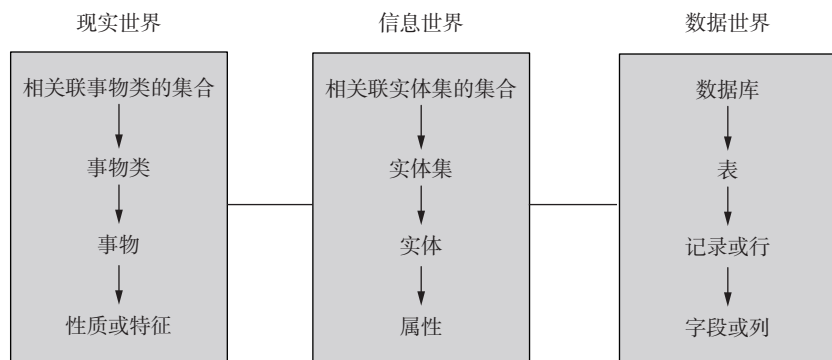 现实世界
信息世界
数据世界
相关联事物类的集合
事物类
事物
性质或特征
相关联实体集的集合
实体集
实体
属性
数据库
表
记录或行
字段或列